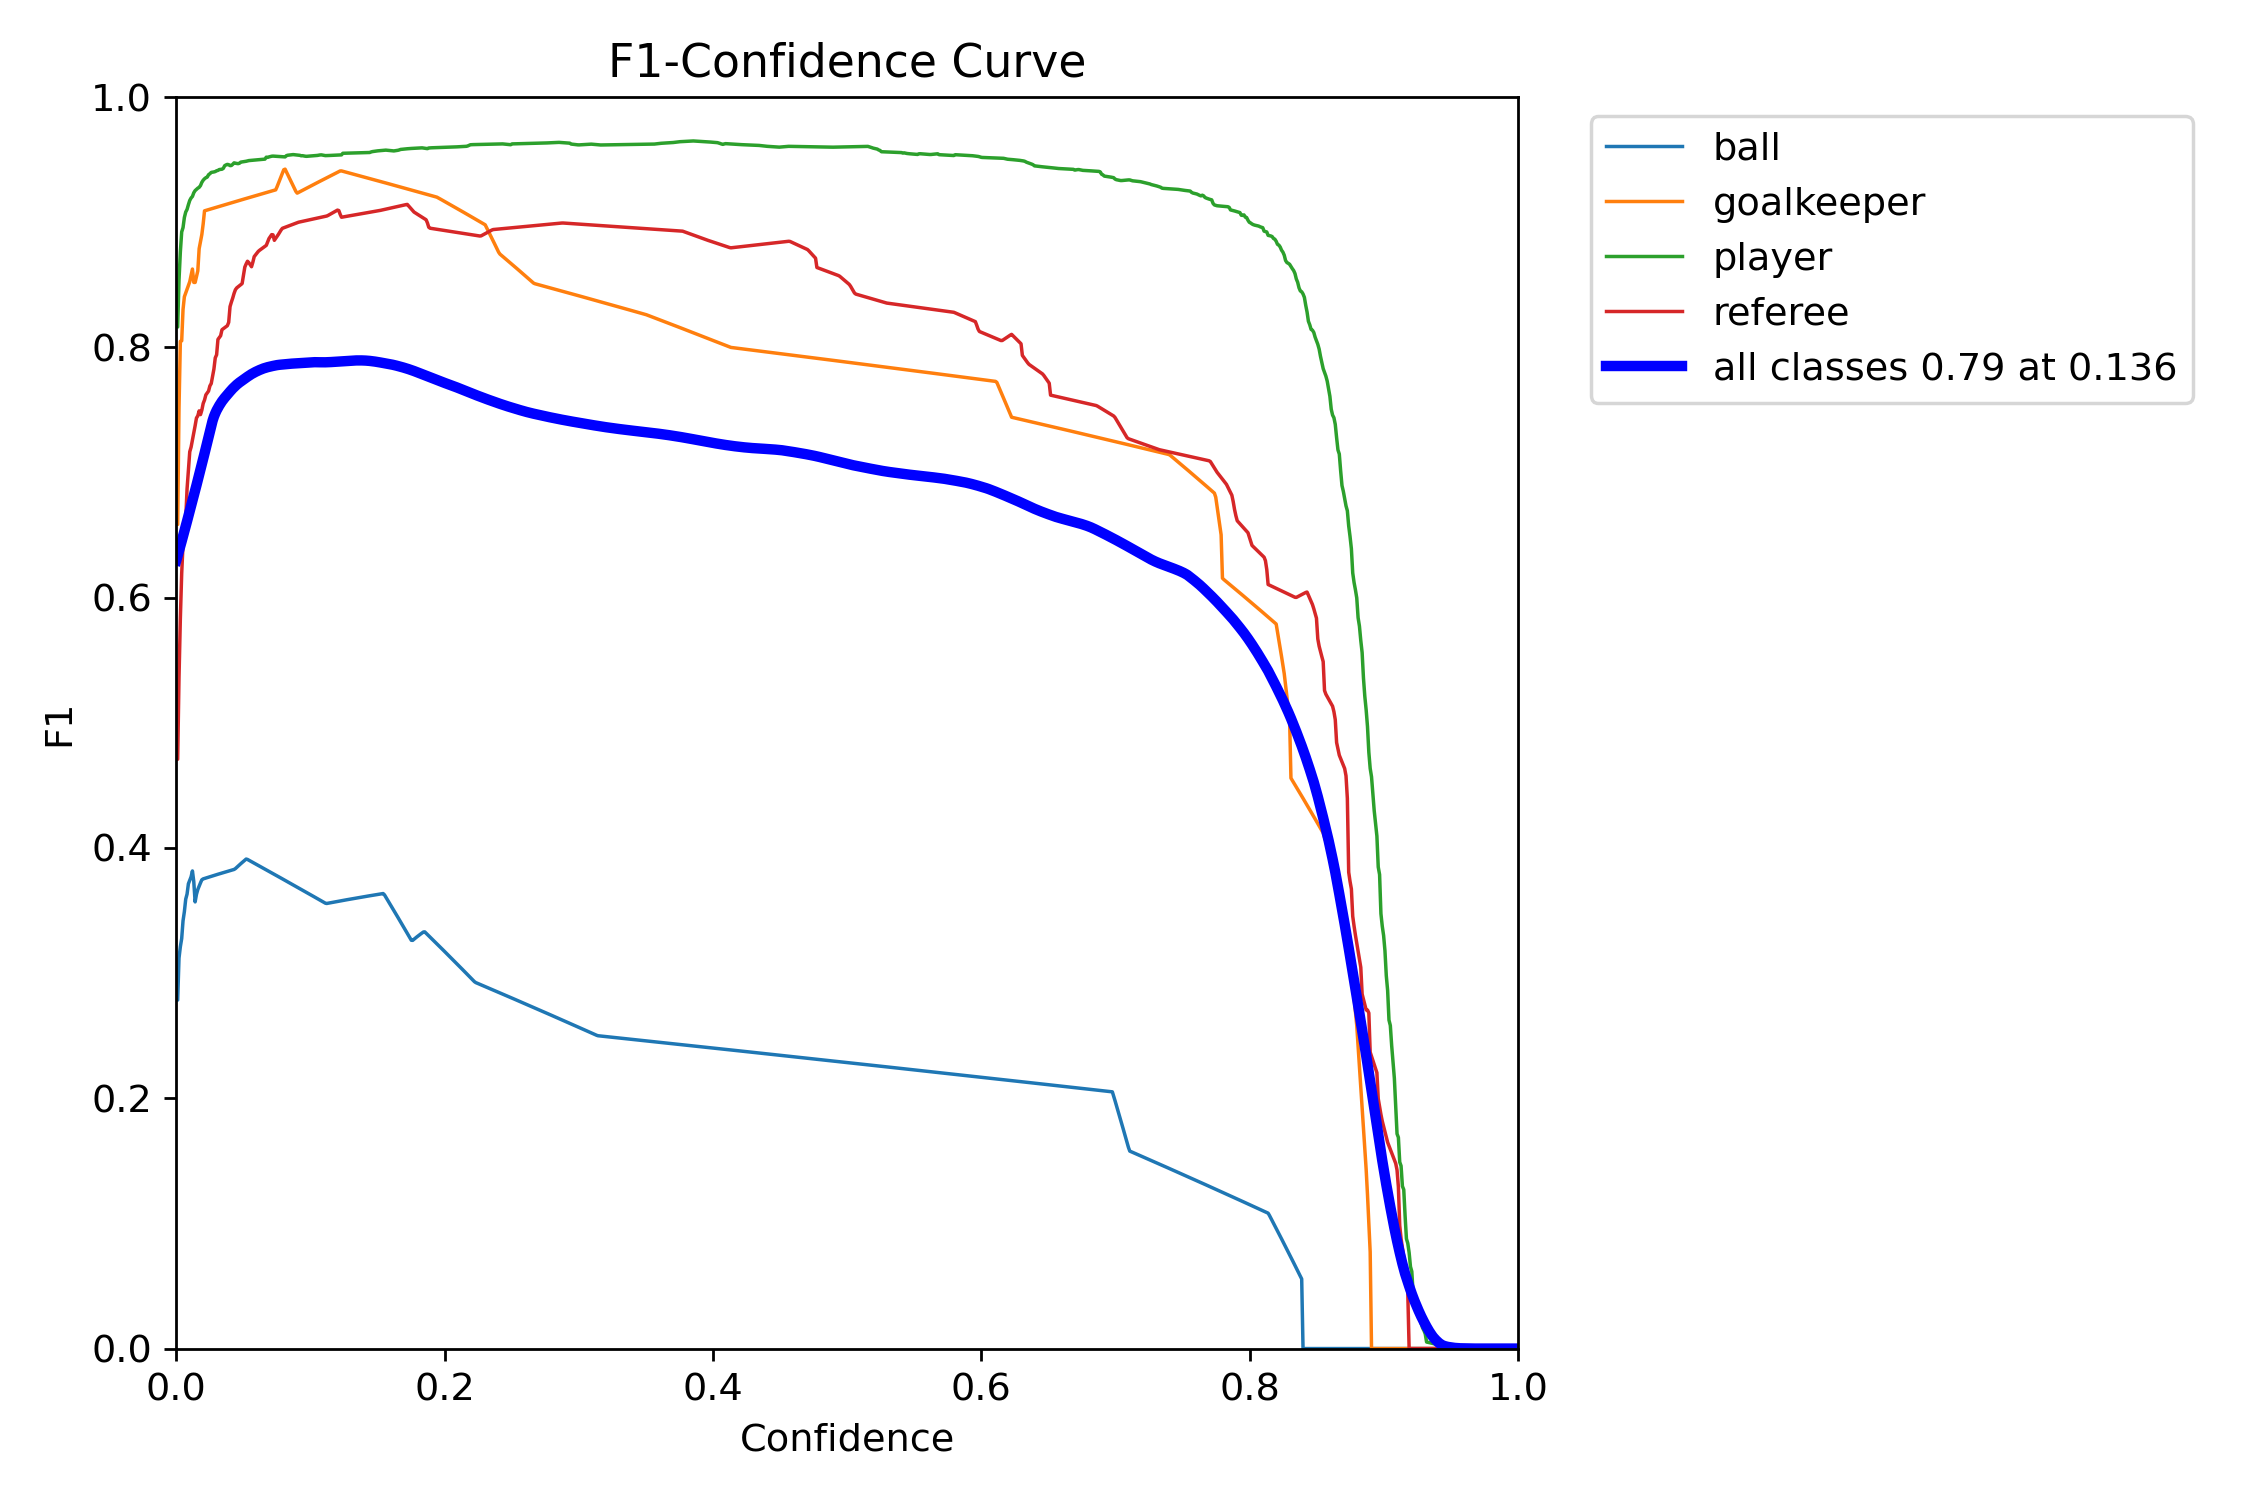 F1-Confidence Curve
1.0
0.8
0.6
0.4
0.2
0.0
F1
0.0 0.2 0.4 0.6 0.8 1.0
Confidence
ball
goalkeeper
player
referee
all classes 0.79 at 0.136